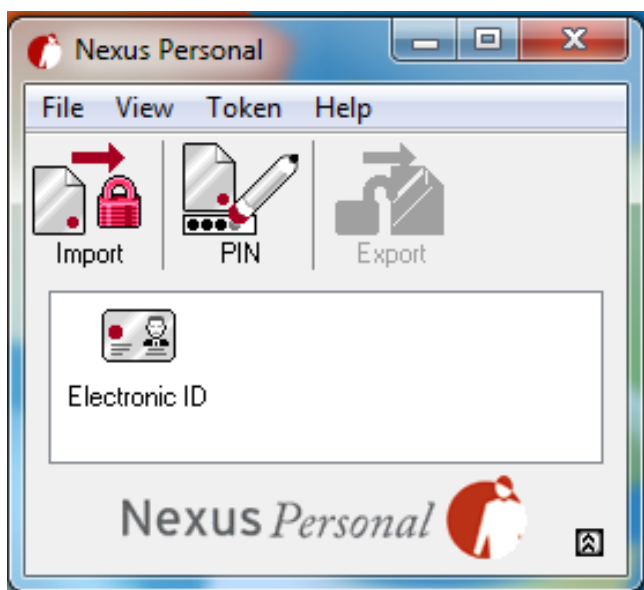 Nexus Personal
File View Token Help
Import PIN Export
Electronic ID
Nexus Personal